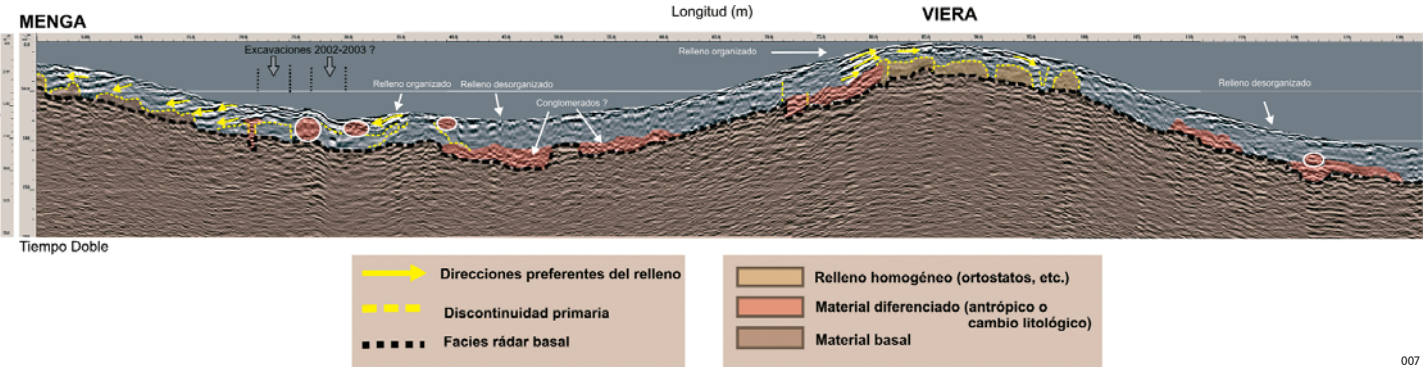 Longitud (m)
MENGA
VIERA
Excavaciones 2002-2003 ?
Relleno organizado
Relleno organizado
Relleno desorganizado
Relleno desorganizado
Conglomerados ?
Tiempo Doble
Direcciones preferentes del relleno
Discontinuidad primaria
Facies rádar basal
Relleno homogéneo (ortostatos, etc.)
Material diferenciado (antrópico o
cambio litológico)
Material basal
007